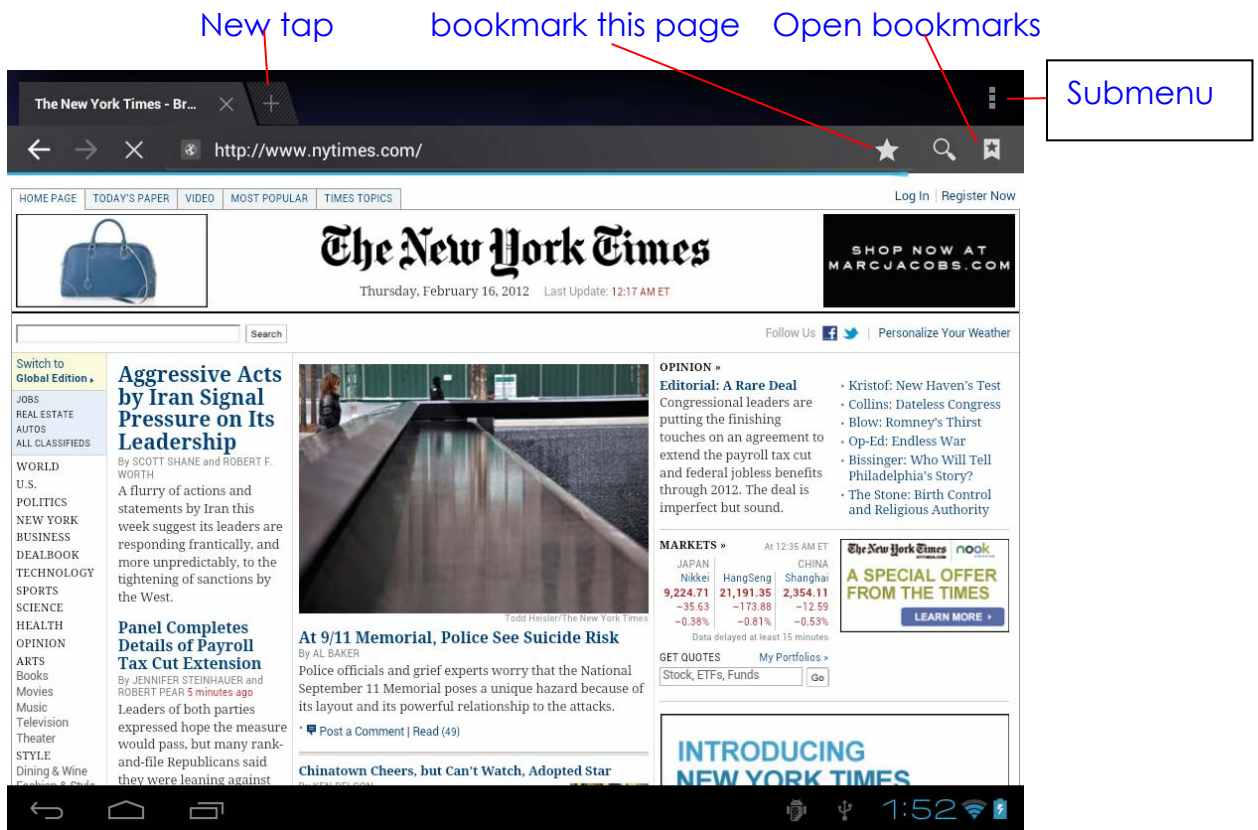 New tap bookmark this page Open bookmarks
Submenu
The New York Times - Br...
http://www.nytimes.com/
HOME PAGE TODAY'S PAPER VIDEO MOST POPULAR TIMES TOPICS
Log In | Register Now
The New York Times
Thursday, February 16, 2012 Last Update: 12:17 AM ET
SHOP NOW AT
MARCJACOBS.COM
Search
Follow Us | Personalize Your Weather
Switch to
Global Edition
JOBS
REAL ESTATE
AUTOS
ALL CLASSIFIEDS
WORLD
U.S.
POLITICS
NEW YORK
BUSINESS
DEALBOOK
TECHNOLOGY
SPORTS
SCIENCE
HEALTH
OPINION
ARTS
Books
Movies
Music
Television
Theater
STYLE
Dining & Wine
Fashion & Style
Aggressive Acts
by Iran Signal
Pressure on Its
Leadership
By SCOTT SHANE and ROBERT F.
WORTH
A flurry of actions and
statements by Iran this
week suggest its leaders are
responding frantically, and
more unpredictably, to the
tightening of sanctions by
the West.
Panel Completes
Details of Payroll
Tax Cut Extension
By JENNIFER STEINHAUER and
ROBERT PEAR 5 minutes ago
Leaders of both parties
expressed hope the measure
would pass, but many rank-
and-file Republicans said
they were leaning against
Todd Heisler/The New York Times
At 9/11 Memorial, Police See Suicide Risk
By AL BAKER
Police officials and grief experts worry that the National
September 11 Memorial poses a unique hazard because of
its layout and its powerful relationship to the attacks.
• Post a Comment | Read (49)
Chinatown Cheers, but Can't Watch, Adopted Star
By KEN BELSON
OPINION »
Editorial: A Rare Deal
Congressional leaders are
putting the finishing
touches on an agreement to
extend the payroll tax cut
and federal jobless benefits
through 2012. The deal is
imperfect but sound.
• Kristof: New Haven's Test
• Collins: Dateless Congress
• Blow: Romney's Thirst
• Op-Ed: Endless War
• Bissinger: Who Will Tell
Philadelphia's Story?
• The Stone: Birth Control
and Religious Authority
MARKETS » At 12:35 AM ET
JAPAN CHINA
Nikkei HangSeng Shanghai
9,224.71 21,191.35 2,354.11
−35.63 −173.88 −12.59
−0.38% −0.81% −0.53%
Data delayed at least 15 minutes
GET QUOTES My Portfolios »
Stock, ETFs, Funds Go
The New York Times nook
A SPECIAL OFFER
FROM THE TIMES
LEARN MORE
INTRODUCING
NEW YORK TIMES
1:52